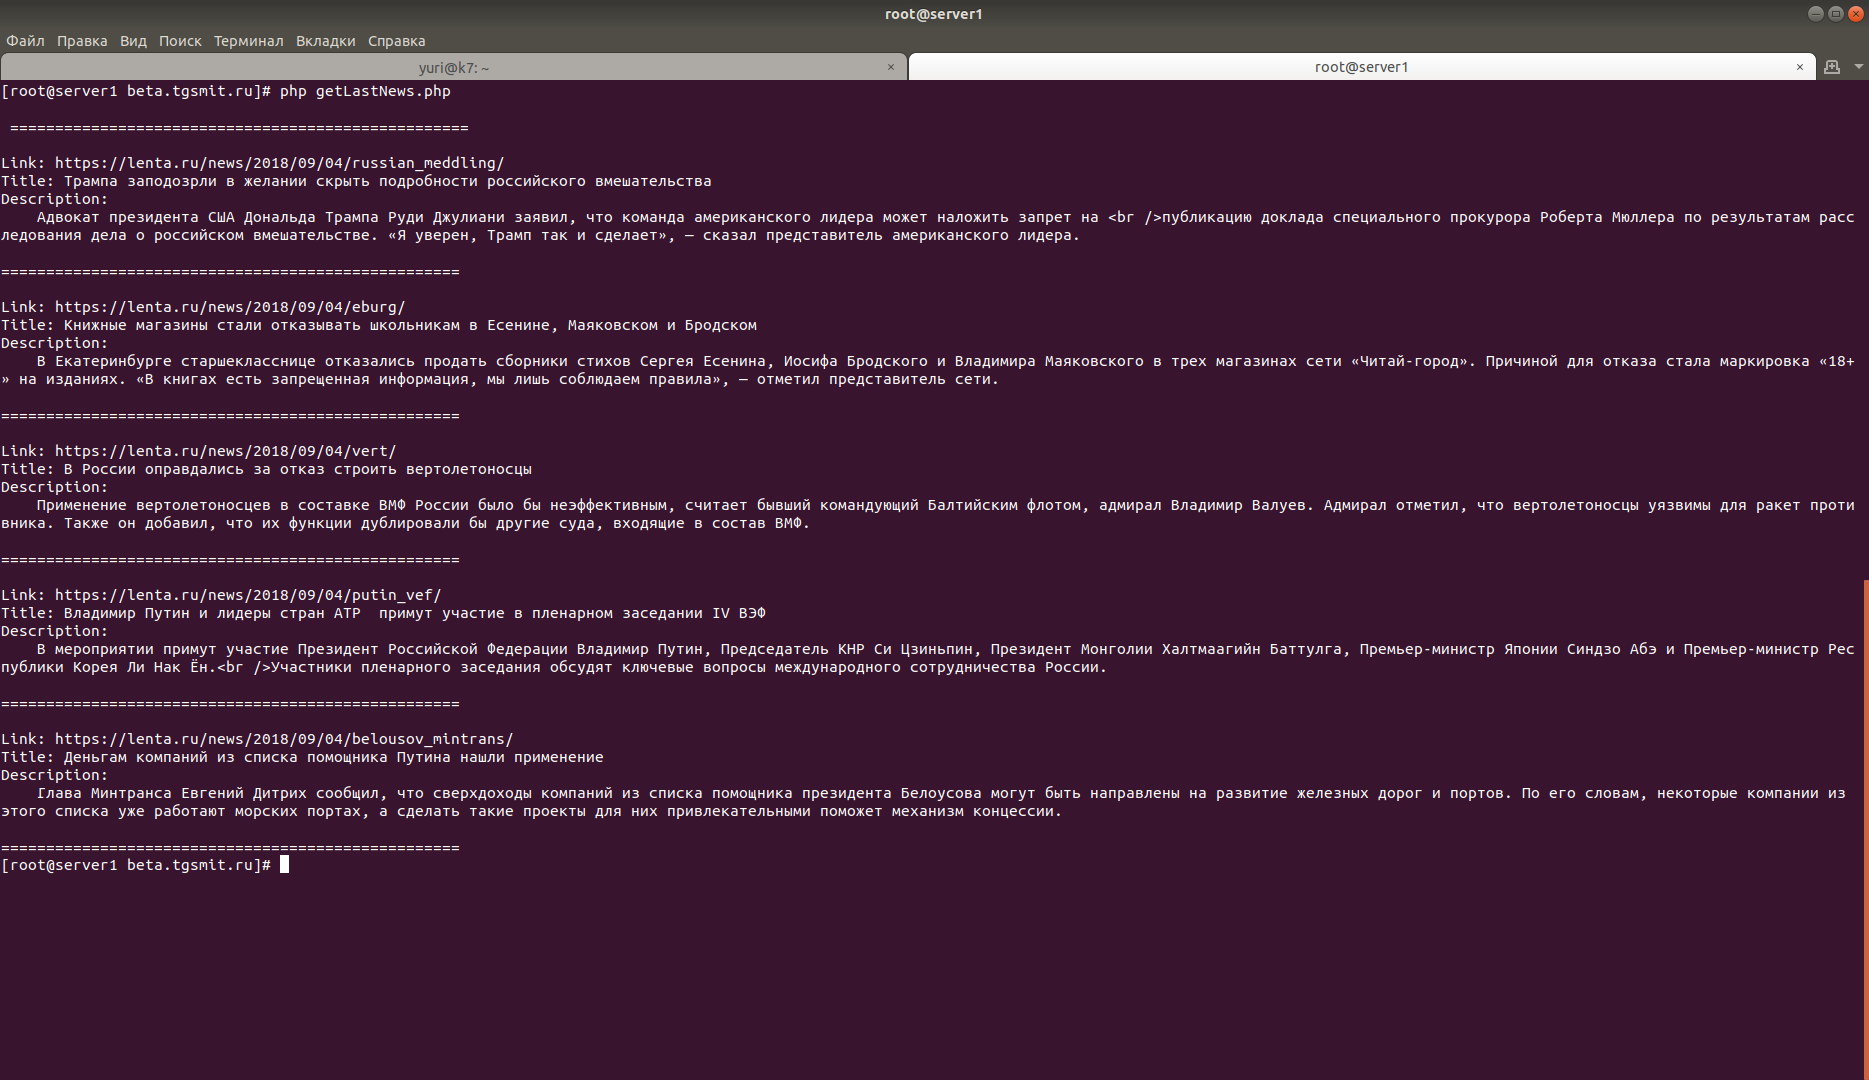 root@server1
Файл Правка Вид Поиск Терминал Вкладки Справка
yuri@k7: ~ × root@server1 ×
[root@server1 beta.tgsmit.ru]# php getLastNews.php
===================================================
Link: https://lenta.ru/news/2018/09/04/russian_meddling/
Title: Трампа заподозрли в желании скрыть подробности российского вмешательства
Description:
Адвокат президента США Дональда Трампа Руди Джулиани заявил, что команда американского лидера может наложить запрет на <br />публикацию доклада специального прокурора Роберта Мюллера по результатам расс
ледования дела о российском вмешательстве. «Я уверен, Трамп так и сделает», — сказал представитель американского лидера.
===================================================
Link: https://lenta.ru/news/2018/09/04/eburg/
Title: Книжные магазины стали отказывать школьникам в Есенине, Маяковском и Бродском
Description:
В Екатеринбурге старшекласснице отказались продать сборники стихов Сергея Есенина, Иосифа Бродского и Владимира Маяковского в трех магазинах сети «Читай-город». Причиной для отказа стала маркировка «18+
» на изданиях. «В книгах есть запрещенная информация, мы лишь соблюдаем правила», — отметил представитель сети.
===================================================
Link: https://lenta.ru/news/2018/09/04/vert/
Title: В России оправдались за отказ строить вертолетоносцы
Description:
Применение вертолетоносцев в составке ВМФ России было бы неэффективным, считает бывший командующий Балтийским флотом, адмирал Владимир Валуев. Адмирал отметил, что вертолетоносцы уязвимы для ракет проти
вника. Также он добавил, что их функции дублировали бы другие суда, входящие в состав ВМФ.
===================================================
Link: https://lenta.ru/news/2018/09/04/putin_vef/
Title: Владимир Путин и лидеры стран АТР  примут участие в пленарном заседании IV ВЭФ
Description:
В мероприятии примут участие Президент Российской Федерации Владимир Путин, Председатель КНР Си Цзиньпин, Президент Монголии Халтмаагийн Баттулга, Премьер-министр Японии Синдзо Абэ и Премьер-министр Рес
публики Корея Ли Нак Ён.<br />Участники пленарного заседания обсудят ключевые вопросы международного сотрудничества России.
===================================================
Link: https://lenta.ru/news/2018/09/04/belousov_mintrans/
Title: Деньгам компаний из списка помощника Путина нашли применение
Description:
Глава Минтранса Евгений Дитрих сообщил, что сверхдоходы компаний из списка помощника президента Белоусова могут быть направлены на развитие железных дорог и портов. По его словам, некоторые компании из
этого списка уже работают морских портах, а сделать такие проекты для них привлекательными поможет механизм концессии.
===================================================
[root@server1 beta.tgsmit.ru]#